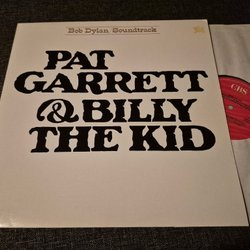 Bob Dylan Soundtrack
PAT
GARRETT
& BILLY
THE KID
CBS